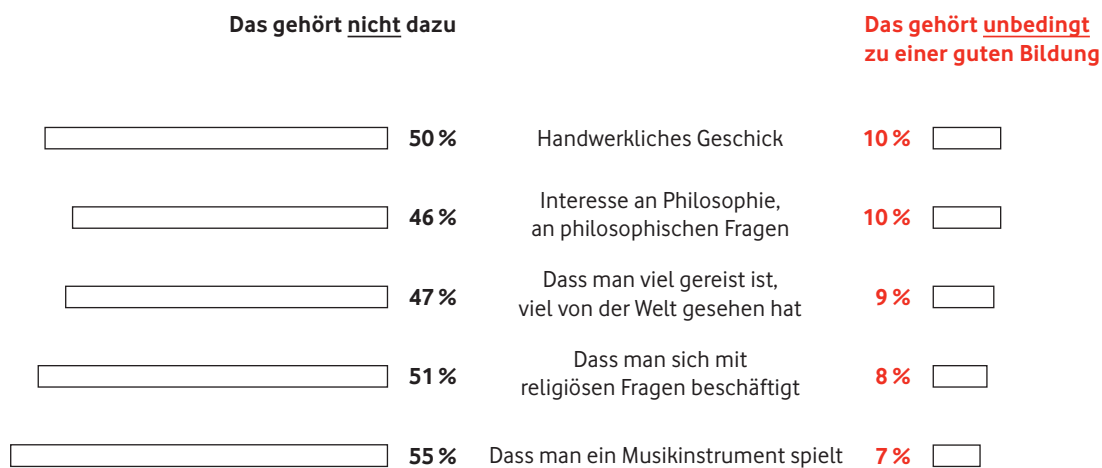 Das gehört nicht dazu
Das gehört unbedingt
zu einer guten Bildung
50 %
Handwerkliches Geschick
10 %
46 %
Interesse an Philosophie,
an philosophischen Fragen
10 %
47 %
Dass man viel gereist ist,
viel von der Welt gesehen hat
9 %
51 %
Dass man sich mit
religiösen Fragen beschäftigt
8 %
55 %
Dass man ein Musikinstrument spielt
7 %